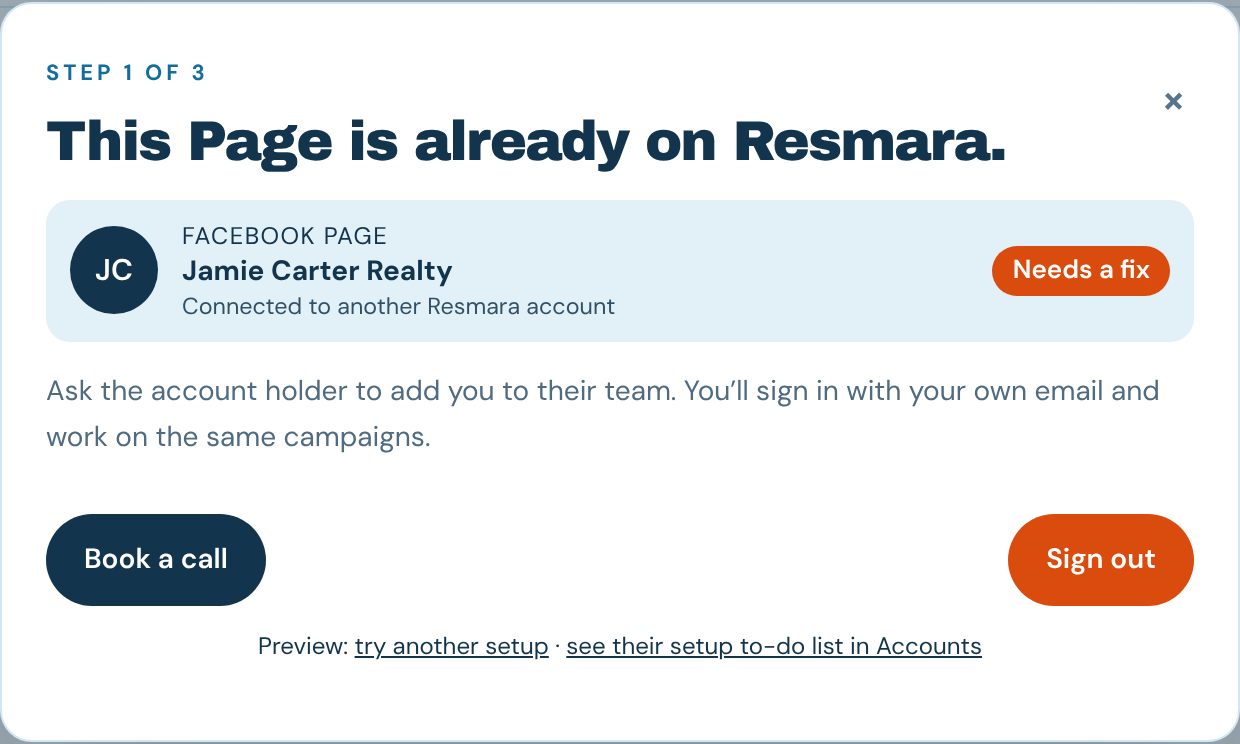 STEP 1 OF 3
×
This Page is already on Resmara.
JC
FACEBOOK PAGE
Jamie Carter Realty
Connected to another Resmara account
Needs a fix
Ask the account holder to add you to their team. You’ll sign in with your own email and
work on the same campaigns.
Book a call
Sign out
Preview: try another setup · see their setup to-do list in Accounts